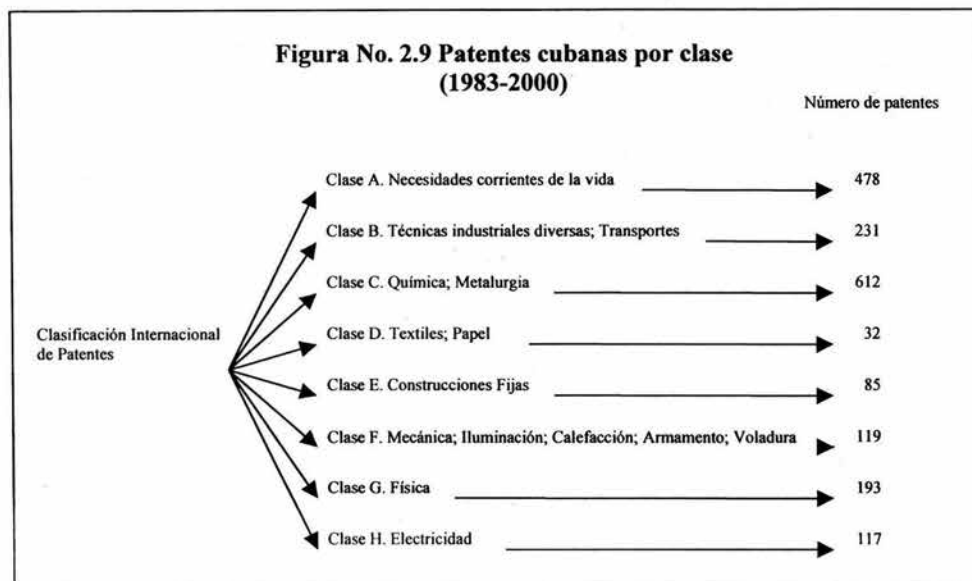 Figura No. 2.9 Patentes cubanas por clase
(1983-2000)
Número de patentes
Clase A. Necesidades corrientes de la vida 478
Clase B. Técnicas industriales diversas; Transportes 231
Clase C. Química; Metalurgia 612
Clasificación Internacional
de Patentes
Clase D. Textiles; Papel 32
Clase E. Construcciones Fijas 85
Clase F. Mecánica; Iluminación; Calefacción; Armamento; Voladura 119
Clase G. Física 193
Clase H. Electricidad 117